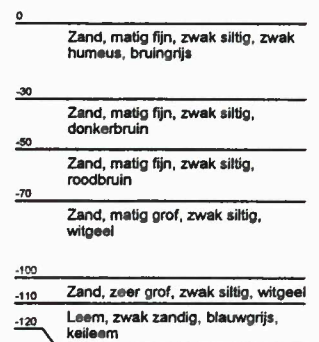 0
Zand, matig fijn, zwak siltig, zwak
humeus, bruingrijs
-30
Zand, matig fijn, zwak siltig,
donkerbruin
-50
Zand, matig fijn, zwak siltig,
roodbruin
-70
Zand, matig grof, zwak siltig,
witgeel
-100
Zand, zeer grof, zwak siltig, witgeel
-110
Leem, zwak zandig, blauwgrijs,
keileem
-120